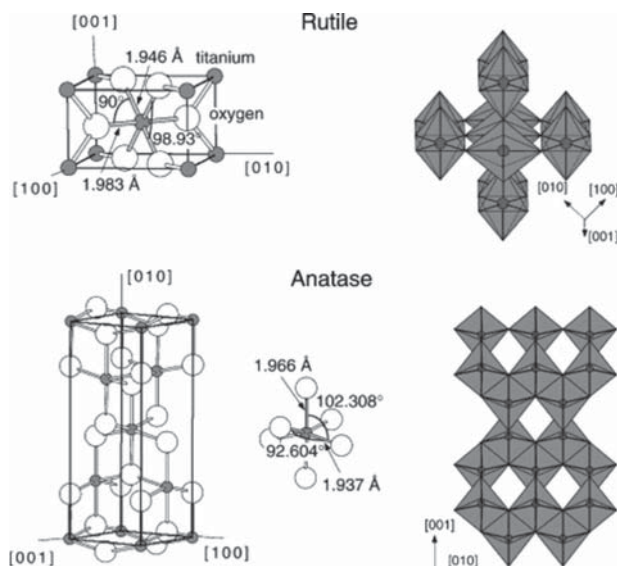 Rutile
[001]
1.946 Å
titanium
90°
oxygen
98.93°
[010]
[100]
1.983 Å
[010]
[100]
[001]
Anatase
[010]
1.966 Å
102.308°
92.604°
1.937 Å
[001]
[100]
[001]
[010]